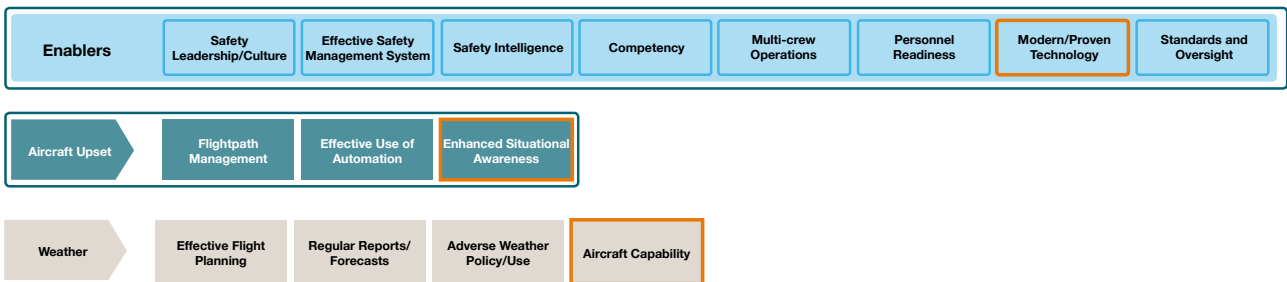 Enablers
Safety
Leadership/Culture
Effective Safety
Management System
Safety Intelligence
Competency
Multi-crew
Operations
Personnel
Readiness
Modern/Proven
Technology
Standards and
Oversight
Aircraft Upset
Flightpath
Management
Effective Use of
Automation
Enhanced Situational
Awareness
Weather
Effective Flight
Planning
Regular Reports/
Forecasts
Adverse Weather
Policy/Use
Aircraft Capability